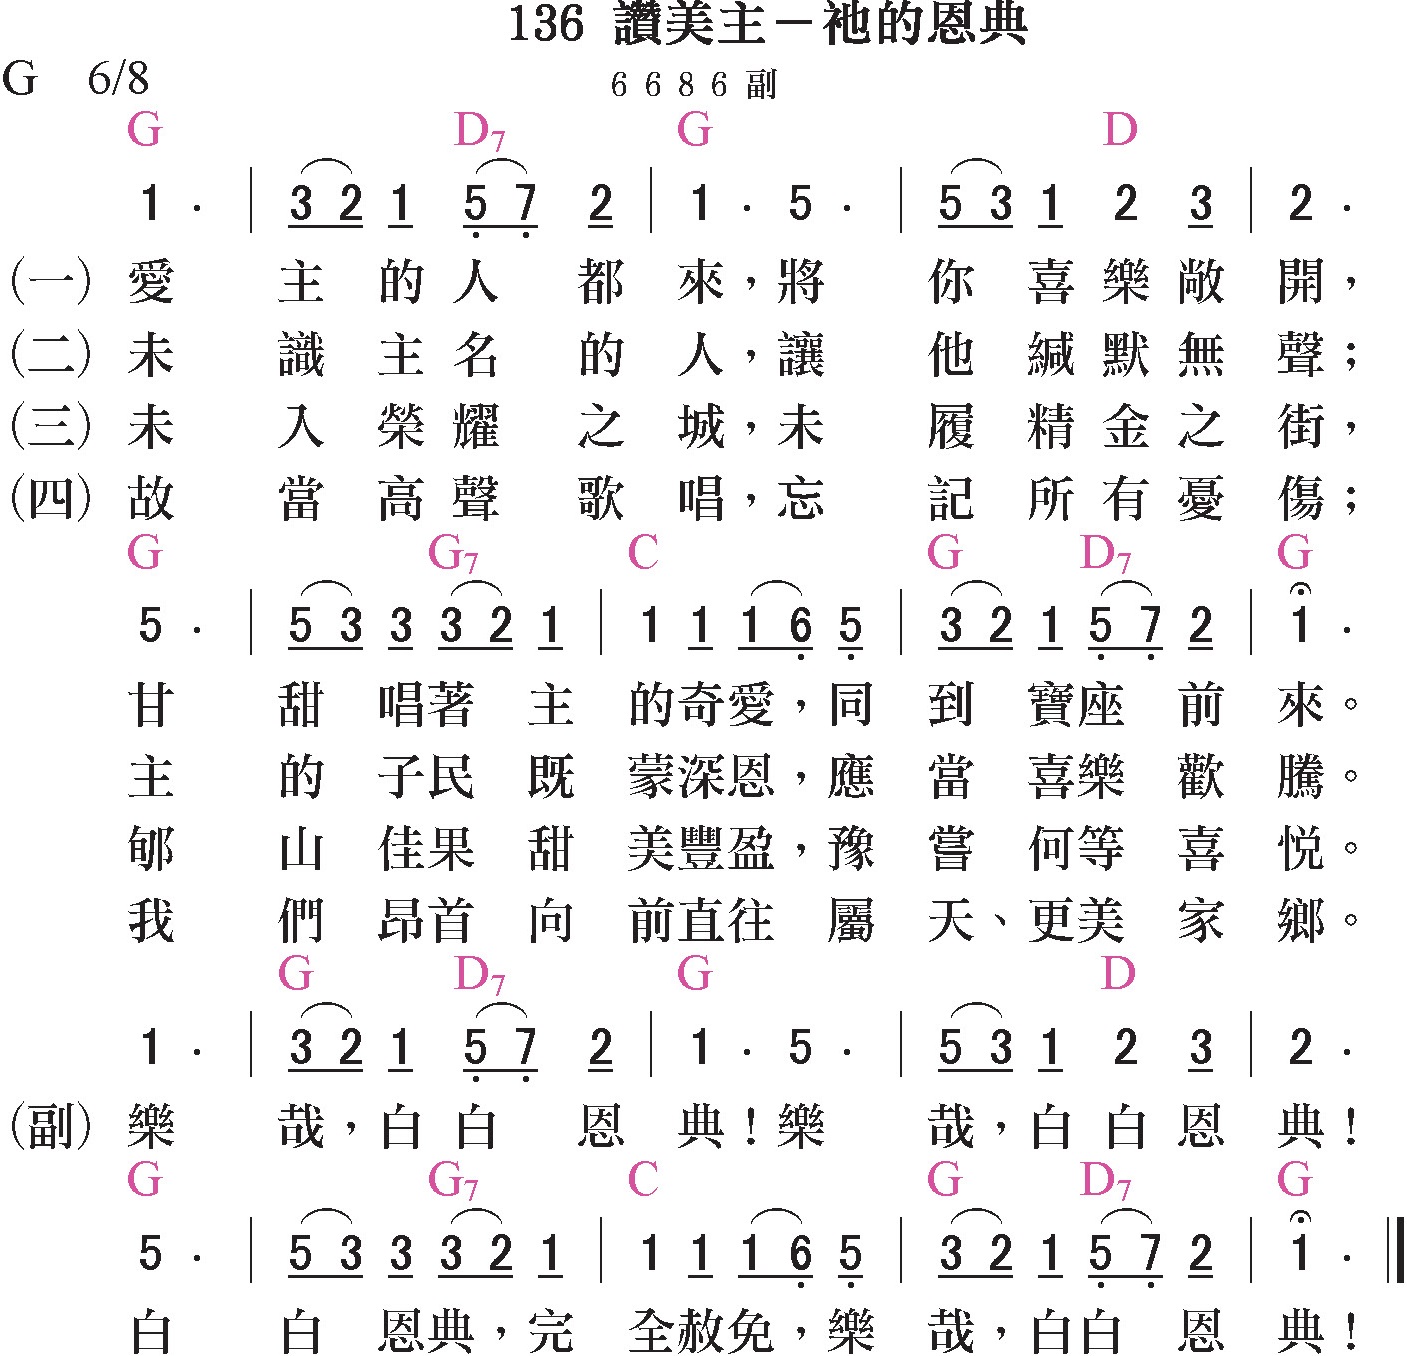 136 讚美主－祂的恩典
G 6/8 6 6 8 6 副
G D7 G D
1 · | 3 2 1 5 7 2 | 1 · 5 · | 5 3 1 2 3 | 2 ·
(一) 愛主的人都來，將你喜樂敞開，
(二) 未識主名的人，讓他緘默無聲；
(三) 未入榮耀之城，未履精金之街，
(四) 故當高聲歌唱，忘記所有憂傷；
G G7 C G D7 G
5 · | 5 3 3 3 2 1 | 1 1 1 6 5 | 3 2 1 5 7 2 | 1 ·
甘甜唱著主的奇愛，同到寶座前來。
主的子民既蒙深恩，應當喜樂歡騰。
郇山佳果甜美豐盈，豫嘗何等喜悅。
我們昂首向前直往屬天、更美家鄉。
G D7 G D
1 · | 3 2 1 5 7 2 | 1 · 5 · | 5 3 1 2 3 | 2 ·
(副) 樂哉，白白恩典！樂哉，白白恩典！
G G7 C G D7 G
5 · | 5 3 3 3 2 1 | 1 1 1 6 5 | 3 2 1 5 7 2 | 1 · ‖
白白恩典，完全赦免，樂哉，白白恩典！